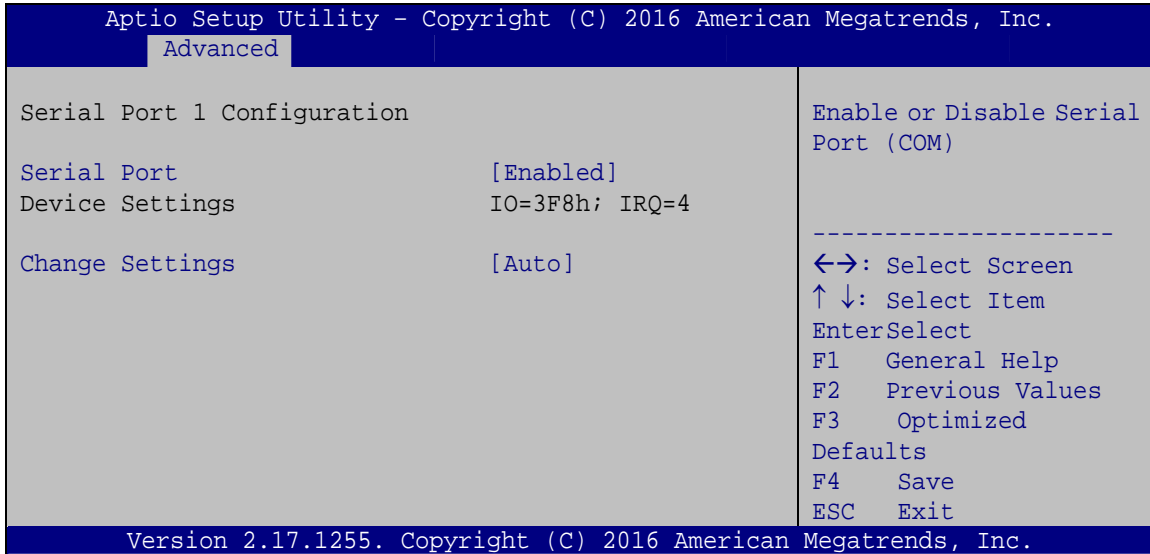 Aptio Setup Utility – Copyright (C) 2016 American Megatrends, Inc.
Advanced
Serial Port 1 Configuration
Serial Port [Enabled]
Device Settings IO=3F8h; IRQ=4
Change Settings [Auto]
Enable or Disable Serial
Port (COM)
---------------------
←→: Select Screen
↑ ↓: Select Item
EnterSelect
F1 General Help
F2 Previous Values
F3 Optimized
Defaults
F4 Save
ESC Exit
Version 2.17.1255. Copyright (C) 2016 American Megatrends, Inc.